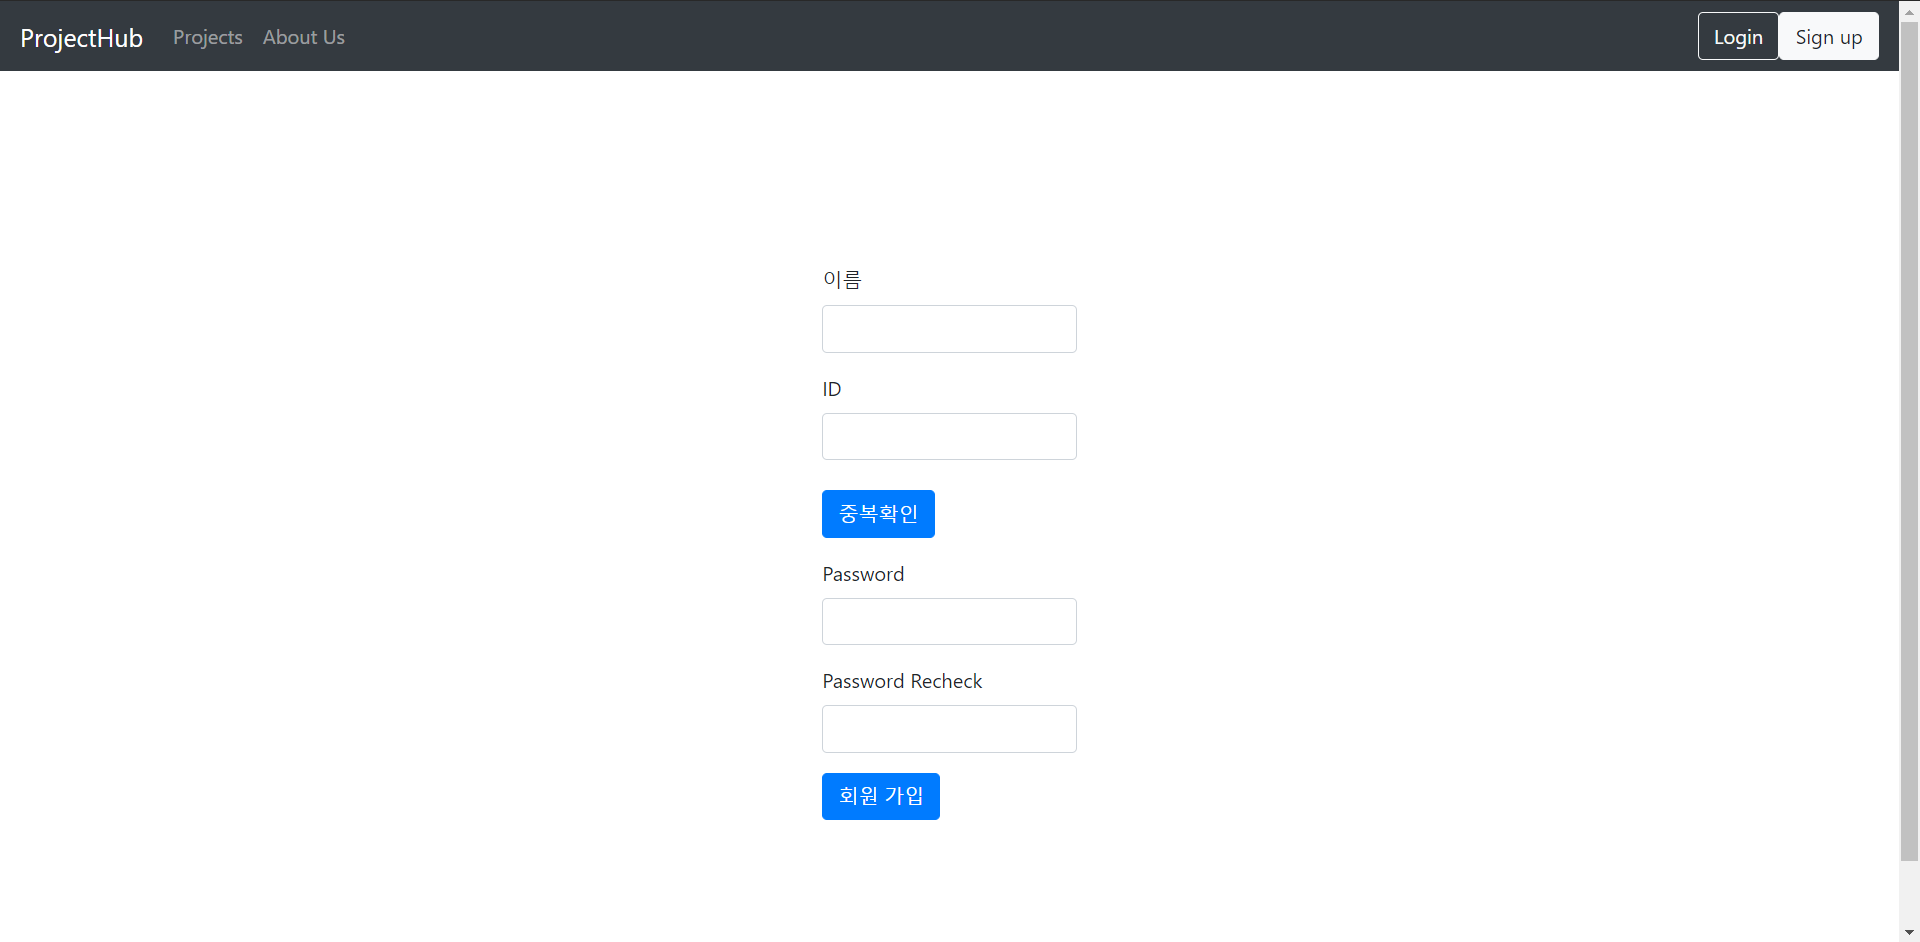 ProjectHub Projects About Us Login Sign up
이름
ID
중복확인
Password
Password Recheck
회원 가입